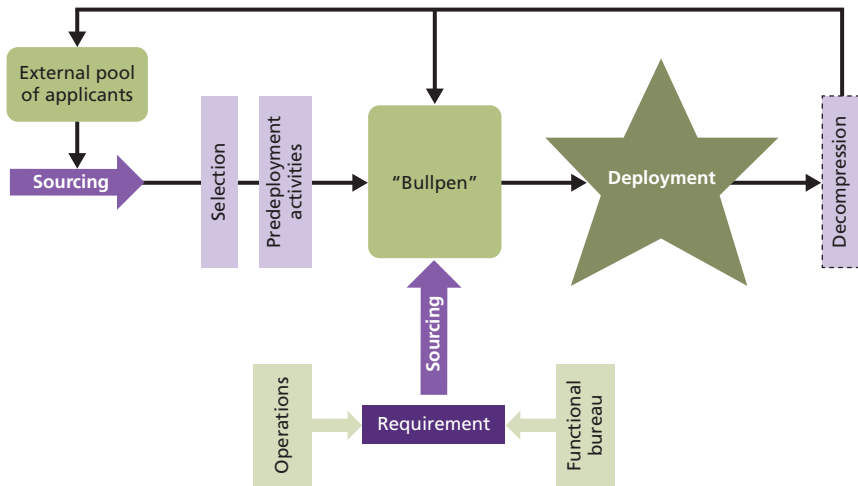 External pool
of applicants
Sourcing
Selection
Predeployment
activities
“Bullpen”
Deployment
Decompression
Sourcing
Operations
Requirement
Functional
bureau